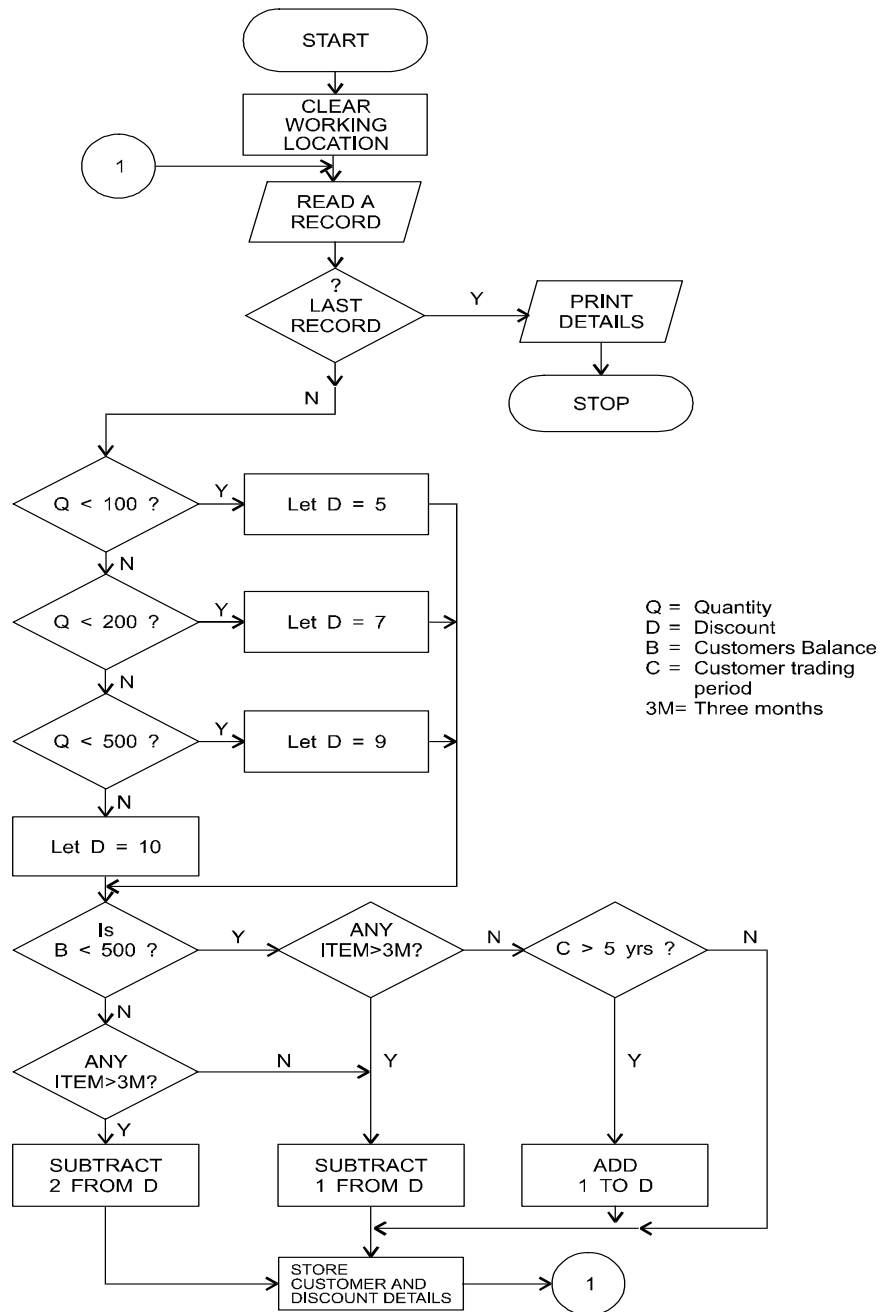 START
CLEAR
WORKING
LOCATION
1
READ A
RECORD
?
LAST
RECORD
Y
PRINT
DETAILS
N
STOP
Q < 100 ?
Y
Let D = 5
N
Q < 200 ?
Y
Let D = 7
N
Q < 500 ?
Y
Let D = 9
N
Let D = 10
Q = Quantity
D = Discount
B = Customers Balance
C = Customer trading
period
3M= Three months
Is
B < 500 ?
Y
ANY
ITEM>3M?
N
C > 5 yrs ?
N
N
ANY
ITEM>3M?
N
Y
Y
Y
SUBTRACT
2 FROM D
SUBTRACT
1 FROM D
ADD
1 TO D
STORE
CUSTOMER AND
DISCOUNT DETAILS
1